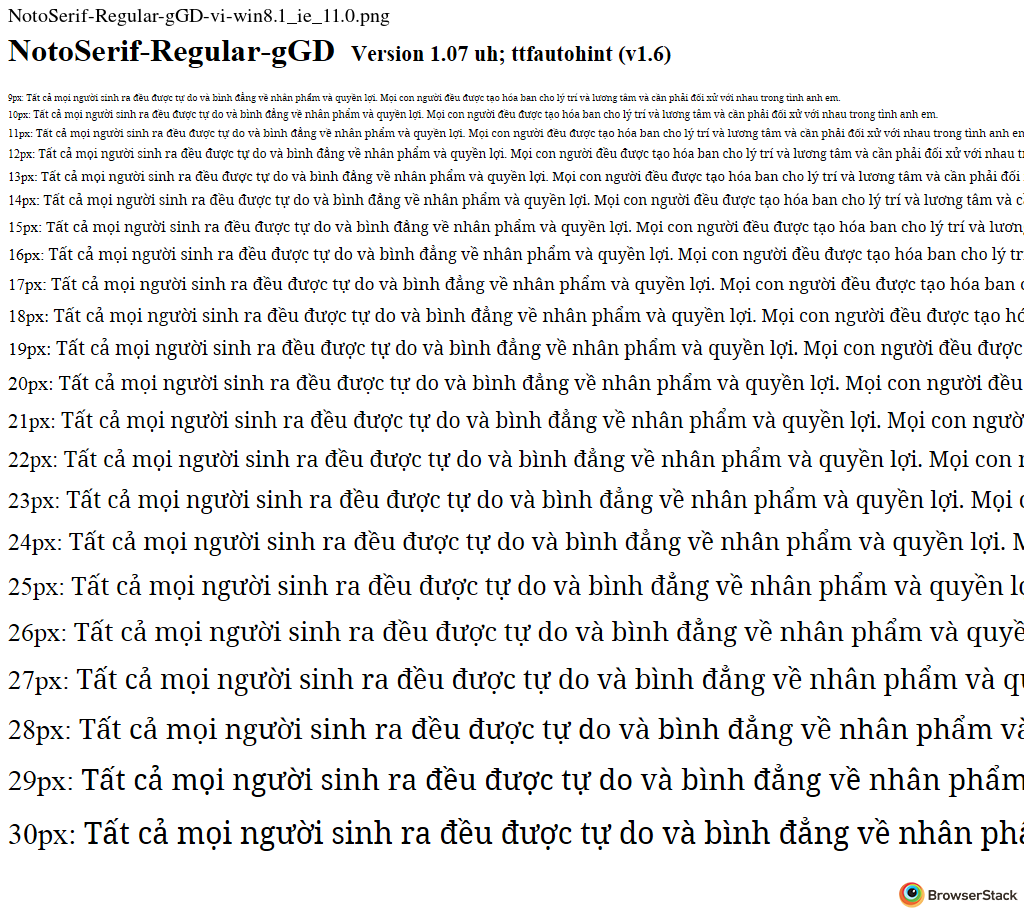 NotoSerif-Regular-gGD-vi-win8.1_ie_11.0.png
NotoSerif-Regular-gGD Version 1.07 uh; ttfautohint (v1.6)
9px: Tất cả mọi người sinh ra đều được tự do và bình đẳng về nhân phẩm và quyền lợi. Mọi con người đều được tạo hóa ban cho lý trí và lương tâm và cần phải đối xử với nhau trong tình anh em.
10px: Tất cả mọi người sinh ra đều được tự do và bình đẳng về nhân phẩm và quyền lợi. Mọi con người đều được tạo hóa ban cho lý trí và lương tâm và cần phải đối xử với nhau trong tình anh em.
11px: Tất cả mọi người sinh ra đều được tự do và bình đẳng về nhân phẩm và quyền lợi. Mọi con người đều được tạo hóa ban cho lý trí và lương tâm và cần phải đối xử với nhau trong tình anh em
12px: Tất cả mọi người sinh ra đều được tự do và bình đẳng về nhân phẩm và quyền lợi. Mọi con người đều được tạo hóa ban cho lý trí và lương tâm và cần phải đối xử với nhau t
13px: Tất cả mọi người sinh ra đều được tự do và bình đẳng về nhân phẩm và quyền lợi. Mọi con người đều được tạo hóa ban cho lý trí và lương tâm và cần phải đối
14px: Tất cả mọi người sinh ra đều được tự do và bình đẳng về nhân phẩm và quyền lợi. Mọi con người đều được tạo hóa ban cho lý trí và lương tâm và c
15px: Tất cả mọi người sinh ra đều được tự do và bình đẳng về nhân phẩm và quyền lợi. Mọi con người đều được tạo hóa ban cho lý trí và lươn
16px: Tất cả mọi người sinh ra đều được tự do và bình đẳng về nhân phẩm và quyền lợi. Mọi con người đều được tạo hóa ban cho lý tr
17px: Tất cả mọi người sinh ra đều được tự do và bình đẳng về nhân phẩm và quyền lợi. Mọi con người đều được tạo hóa ban c
18px: Tất cả mọi người sinh ra đều được tự do và bình đẳng về nhân phẩm và quyền lợi. Mọi con người đều được tạo hó
19px: Tất cả mọi người sinh ra đều được tự do và bình đẳng về nhân phẩm và quyền lợi. Mọi con người đều được
20px: Tất cả mọi người sinh ra đều được tự do và bình đẳng về nhân phẩm và quyền lợi. Mọi con người đều
21px: Tất cả mọi người sinh ra đều được tự do và bình đẳng về nhân phẩm và quyền lợi. Mọi con ngườ
22px: Tất cả mọi người sinh ra đều được tự do và bình đẳng về nhân phẩm và quyền lợi. Mọi con
23px: Tất cả mọi người sinh ra đều được tự do và bình đẳng về nhân phẩm và quyền lợi. Mọi c
24px: Tất cả mọi người sinh ra đều được tự do và bình đẳng về nhân phẩm và quyền lợi. M
25px: Tất cả mọi người sinh ra đều được tự do và bình đẳng về nhân phẩm và quyền lợ
26px: Tất cả mọi người sinh ra đều được tự do và bình đẳng về nhân phẩm và quyề
27px: Tất cả mọi người sinh ra đều được tự do và bình đẳng về nhân phẩm và qu
28px: Tất cả mọi người sinh ra đều được tự do và bình đẳng về nhân phẩm và
29px: Tất cả mọi người sinh ra đều được tự do và bình đẳng về nhân phẩm
30px: Tất cả mọi người sinh ra đều được tự do và bình đẳng về nhân phẩ
BrowserStack